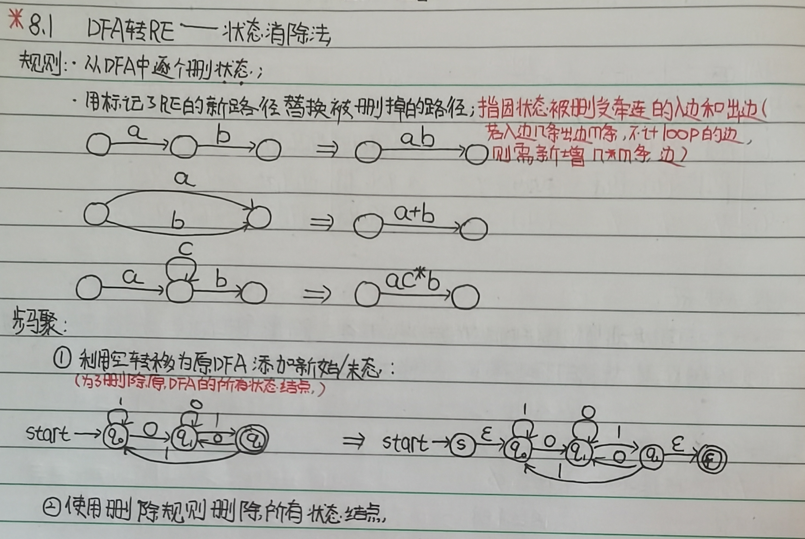 ※8.1 DFA转RE——状态消除法
规则:·从DFA中逐个删状态;
·用标记了RE的新路径替换被删掉的路径;指因状态被删受牵连的入边和出边(
若入边n条出边m条,不计loop的边,
则需新增n*m条边)
a b ⇒ ab
a
b ⇒ a+b
c
a b ⇒ ac*b
步骤:
① 利用空转移为原DFA添加新始/末态:
(为了删除原DFA的所有状态结点)
1 0
start q₀ 0 q₁ 1 0 q₁
1
⇒ start s ε q₀ 0 q₁ 1 0 q₁ ε f
1 0
1
②使用删除规则删除所有状态结点,